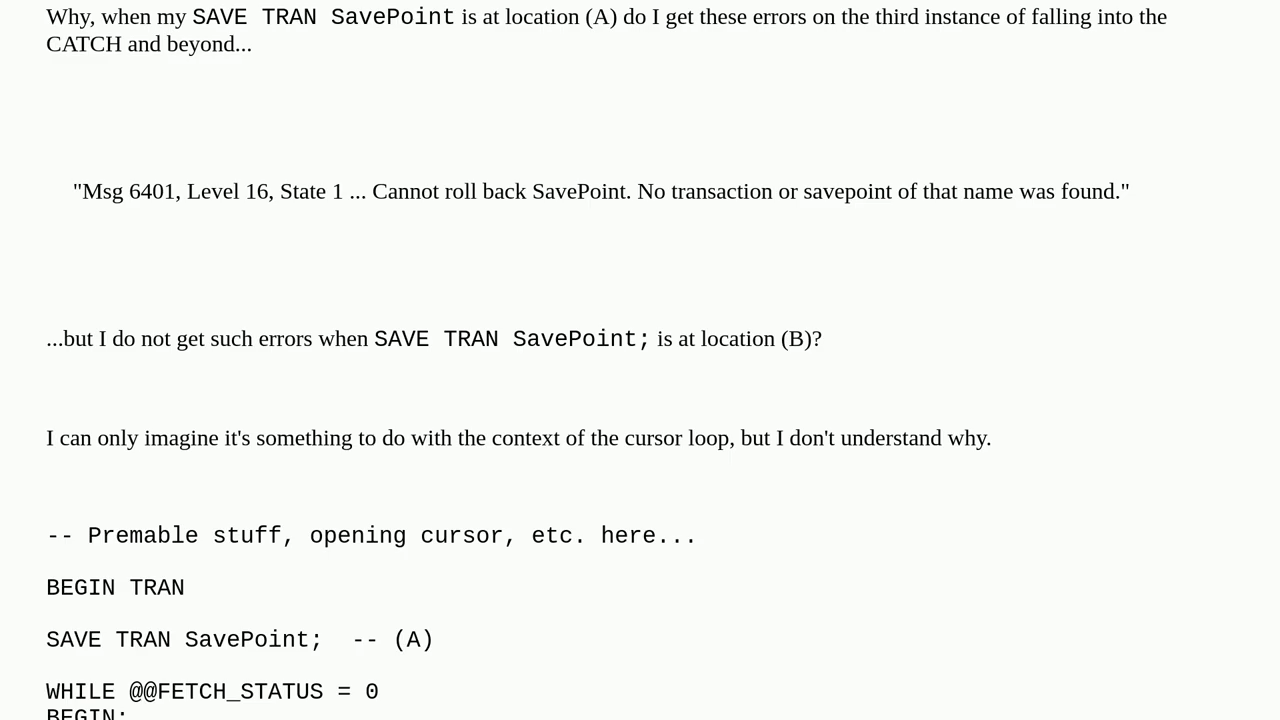 Why, when my SAVE TRAN SavePoint is at location (A) do I get these errors on the third instance of falling into the
CATCH and beyond...
"Msg 6401, Level 16, State 1 ... Cannot roll back SavePoint. No transaction or savepoint of that name was found."
...but I do not get such errors when SAVE TRAN SavePoint; is at location (B)?
I can only imagine it's something to do with the context of the cursor loop, but I don't understand why.
-- Premable stuff, opening cursor, etc. here...
BEGIN TRAN
SAVE TRAN SavePoint;  -- (A)
WHILE @@FETCH_STATUS = 0
BEGIN;